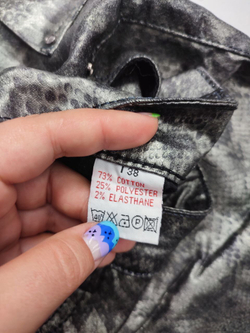 38
73% COTTON
25% POLYESTER
2% ELASTHANE